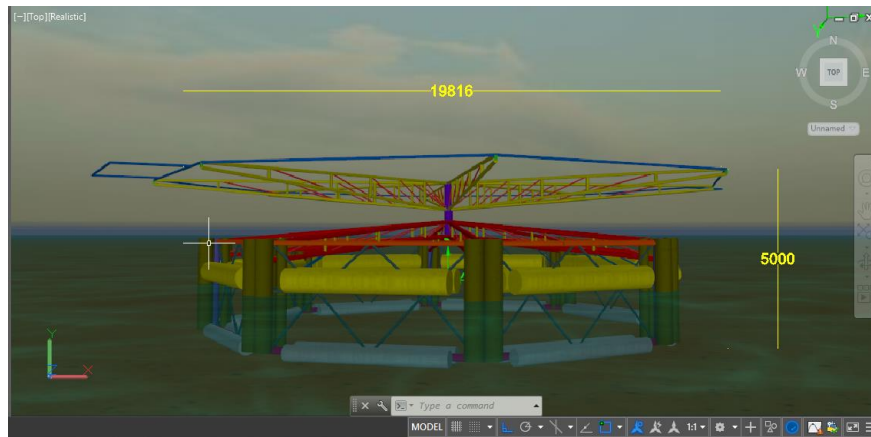 [−][Top][Realistic]
N
W
TOP
E
S
Unnamed
19816
5000
Y
X
Type a command
MODEL
1:1